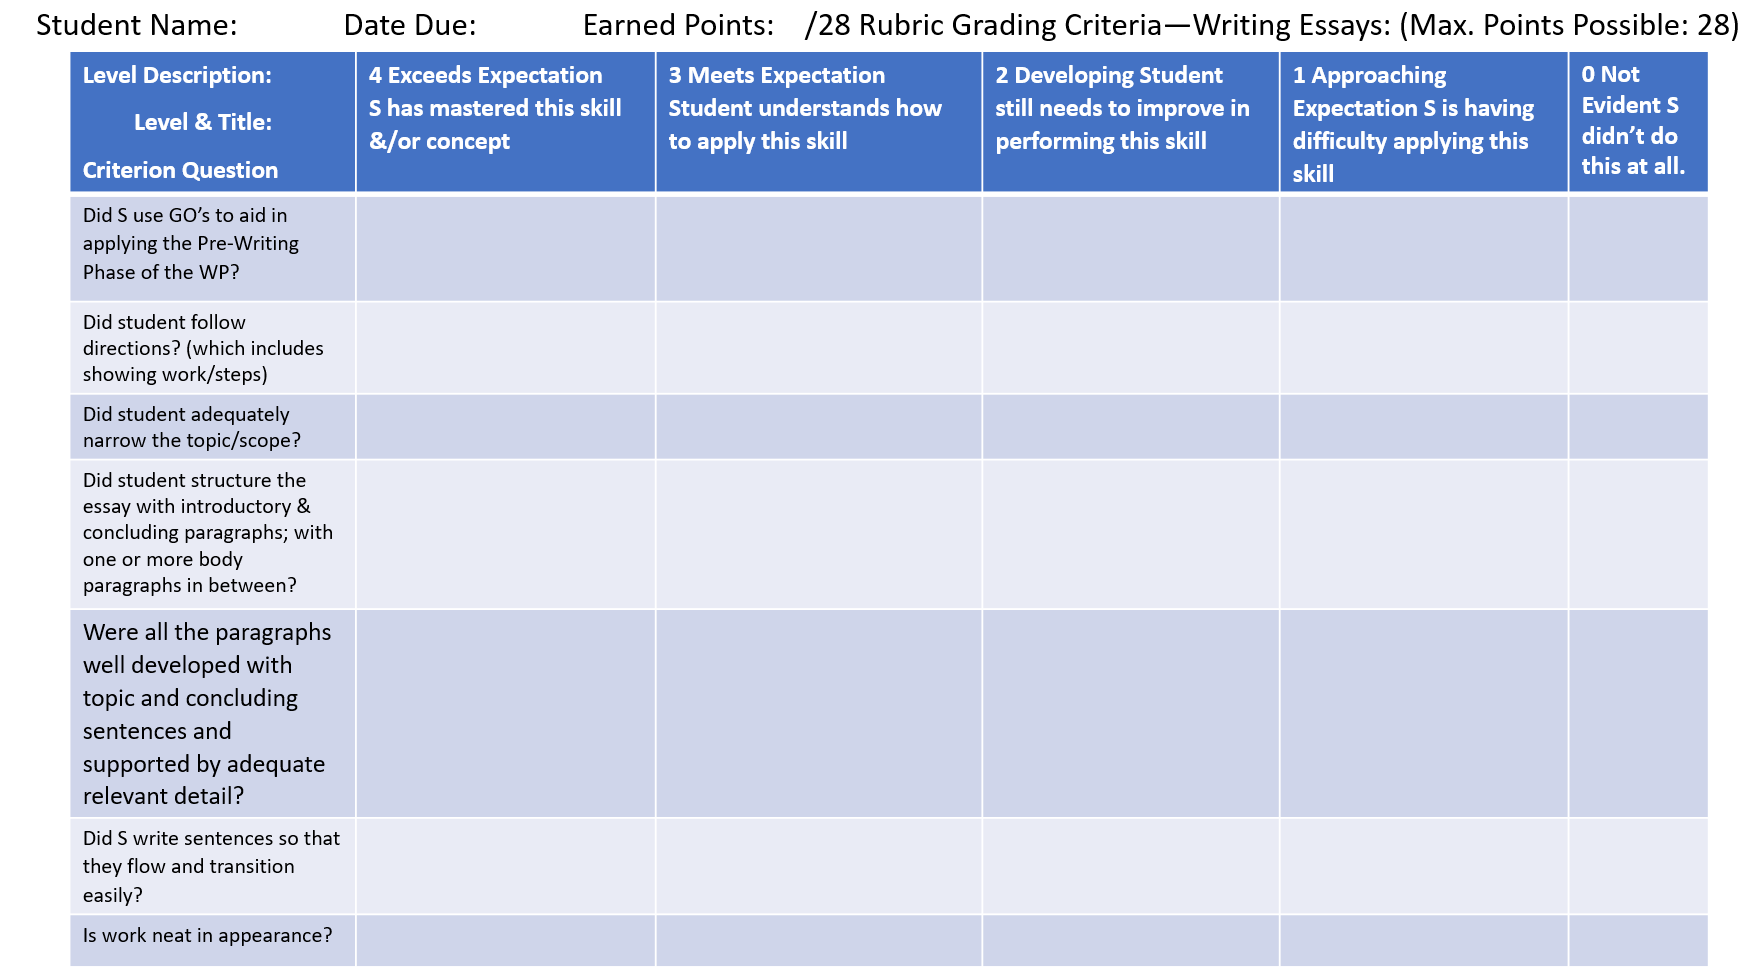 Student Name: Date Due: Earned Points: /28 Rubric Grading Criteria—Writing Essays: (Max. Points Possible: 28)
Level Description:
Level & Title:
Criterion Question
4 Exceeds Expectation
S has mastered this skill
&/or concept
3 Meets Expectation
Student understands how
to apply this skill
2 Developing Student
still needs to improve in
performing this skill
1 Approaching
Expectation S is having
difficulty applying this
skill
0 Not
Evident S
didn’t do
this at all.
Did S use GO’s to aid in
applying the Pre-Writing
Phase of the WP?
Did student follow
directions? (which includes
showing work/steps)
Did student adequately
narrow the topic/scope?
Did student structure the
essay with introductory &
concluding paragraphs; with
one or more body
paragraphs in between?
Were all the paragraphs
well developed with
topic and concluding
sentences and
supported by adequate
relevant detail?
Did S write sentences so that
they flow and transition
easily?
Is work neat in appearance?